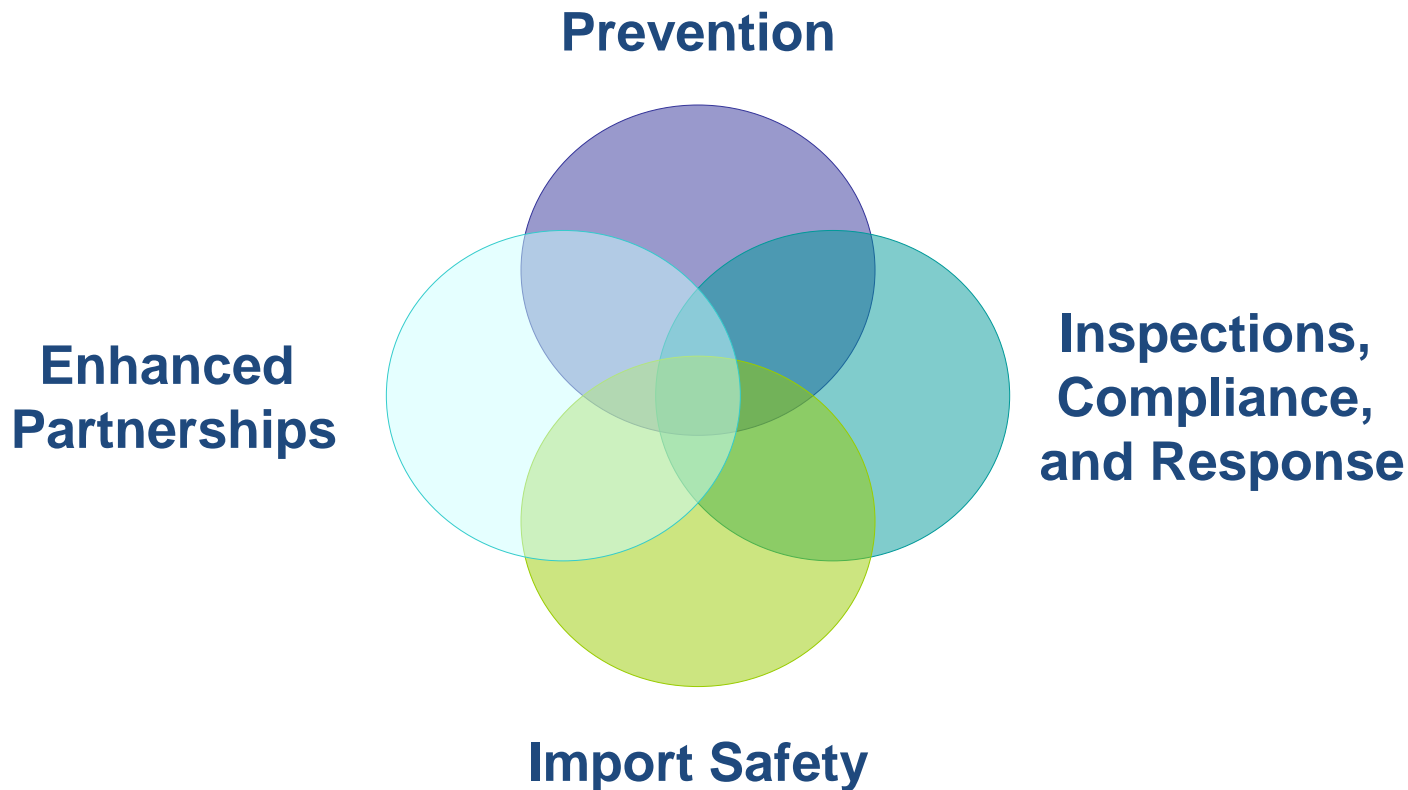 Prevention
Enhanced
Partnerships
Inspections,
Compliance,
and Response
Import Safety